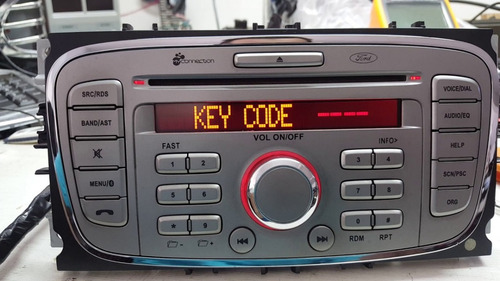 my connection
Ford
SRC/RDS
BAND/AST
MENU/
KEY CODE ----
VOL ON/OFF
FAST
INFO>
1
2
3
4
5
6
7
8
*
9
0
#
RDM
RPT
VOICE/DIAL
AUDIO/EQ
HELP
SCN/PSC
ORG